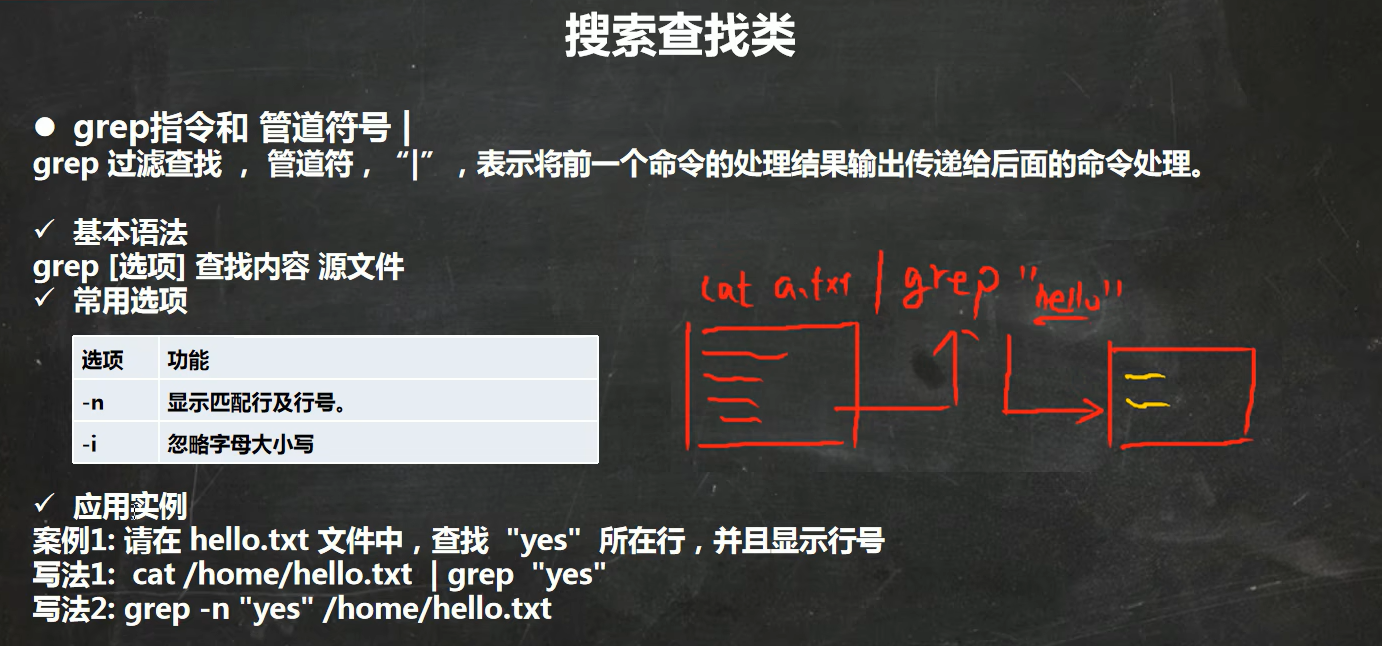 搜索查找类
● grep指令和 管道符号 |
grep 过滤查找 ， 管道符，“|” ，表示将前一个命令的处理结果输出传递给后面的命令处理。
✓ 基本语法
grep [选项] 查找内容 源文件
✓ 常用选项
选项 功能
-n 显示匹配行及行号。
-i 忽略字母大小写
cat a.txt | grep "hello"
✓ 应用实例
案例1: 请在 hello.txt 文件中，查找 "yes" 所在行，并且显示行号
写法1: cat /home/hello.txt | grep "yes"
写法2: grep -n "yes" /home/hello.txt